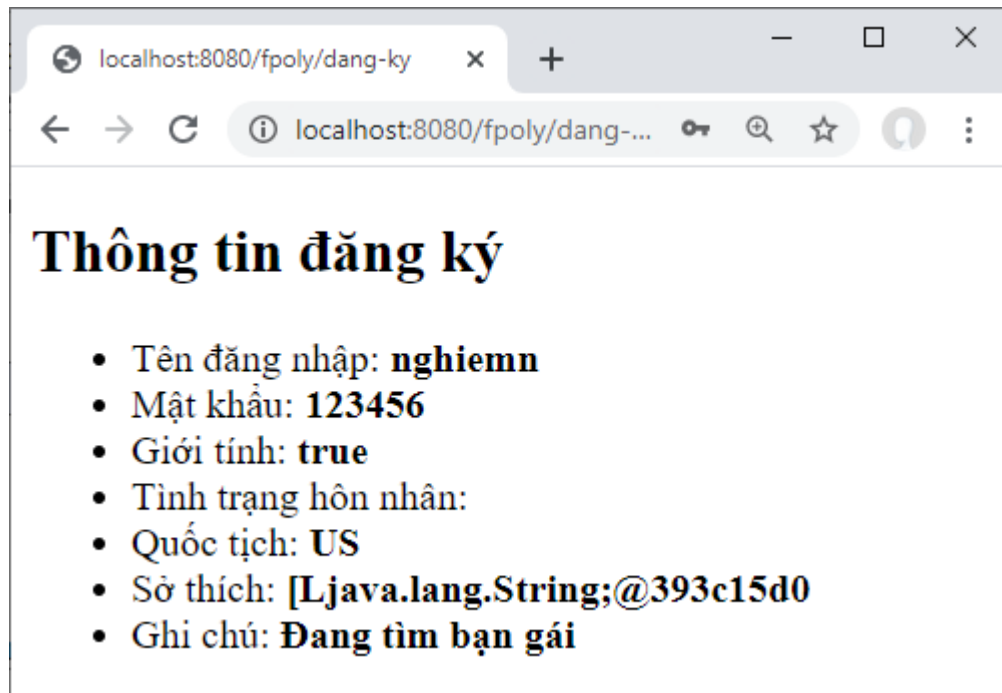 localhost:8080/fpoly/dang-ky
localhost:8080/fpoly/dang-...
Thông tin đăng ký
Tên đăng nhập: nghiemn
Mật khẩu: 123456
Giới tính: true
Tình trạng hôn nhân:
Quốc tịch: US
Sở thích: [Ljava.lang.String;@393c15d0
Ghi chú: Đang tìm bạn gái